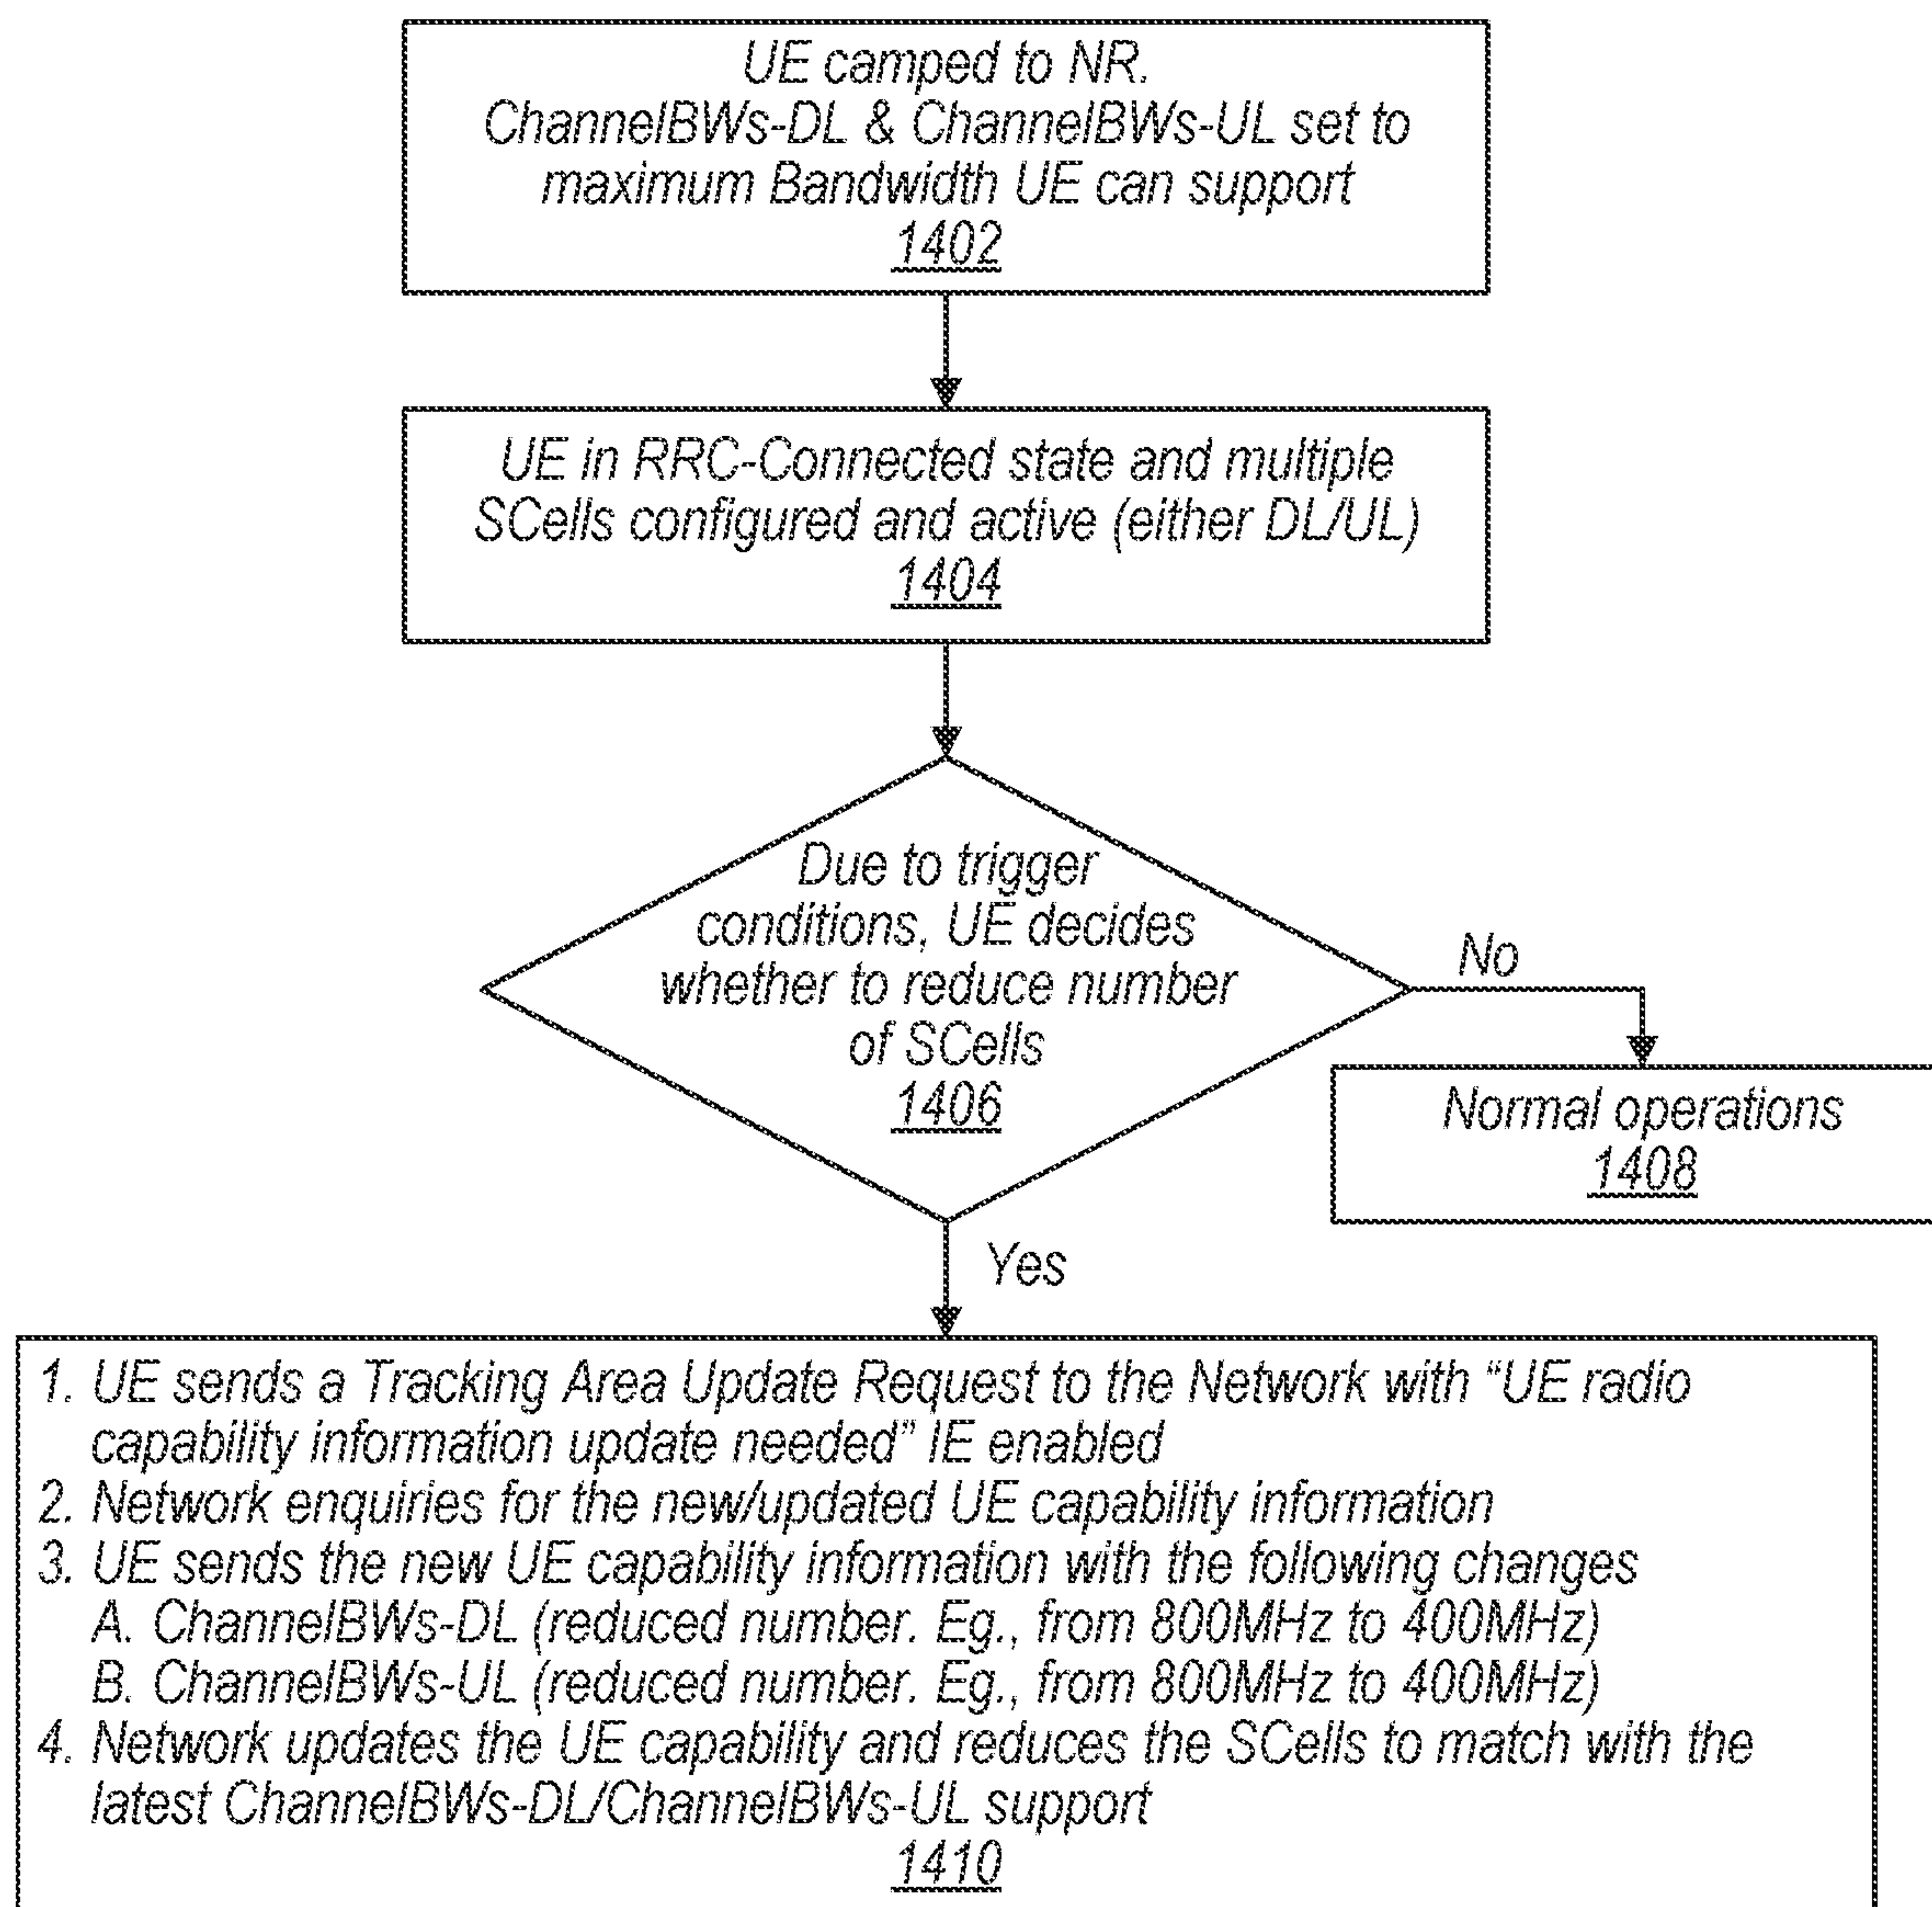 UE camped to NR.
ChannelBWs-DL & ChannelBWs-UL set to
maximum Bandwidth UE can support
1402
UE in RRC-Connected state and multiple
SCells configured and active (either DL/UL)
1404
Due to trigger
conditions, UE decides
whether to reduce number
of SCells
1406
No
Normal operations
1408
Yes
1. UE sends a Tracking Area Update Request to the Network with “UE radio
capability information update needed” IE enabled
2. Network enquiries for the new/updated UE capability information
3. UE sends the new UE capability information with the following changes
A. ChannelBWs-DL (reduced number. Eg., from 800MHz to 400MHz)
B. ChannelBWs-UL (reduced number. Eg., from 800MHz to 400MHz)
4. Network updates the UE capability and reduces the SCells to match with the
latest ChannelBWs-DL/ChannelBWs-UL support
1410